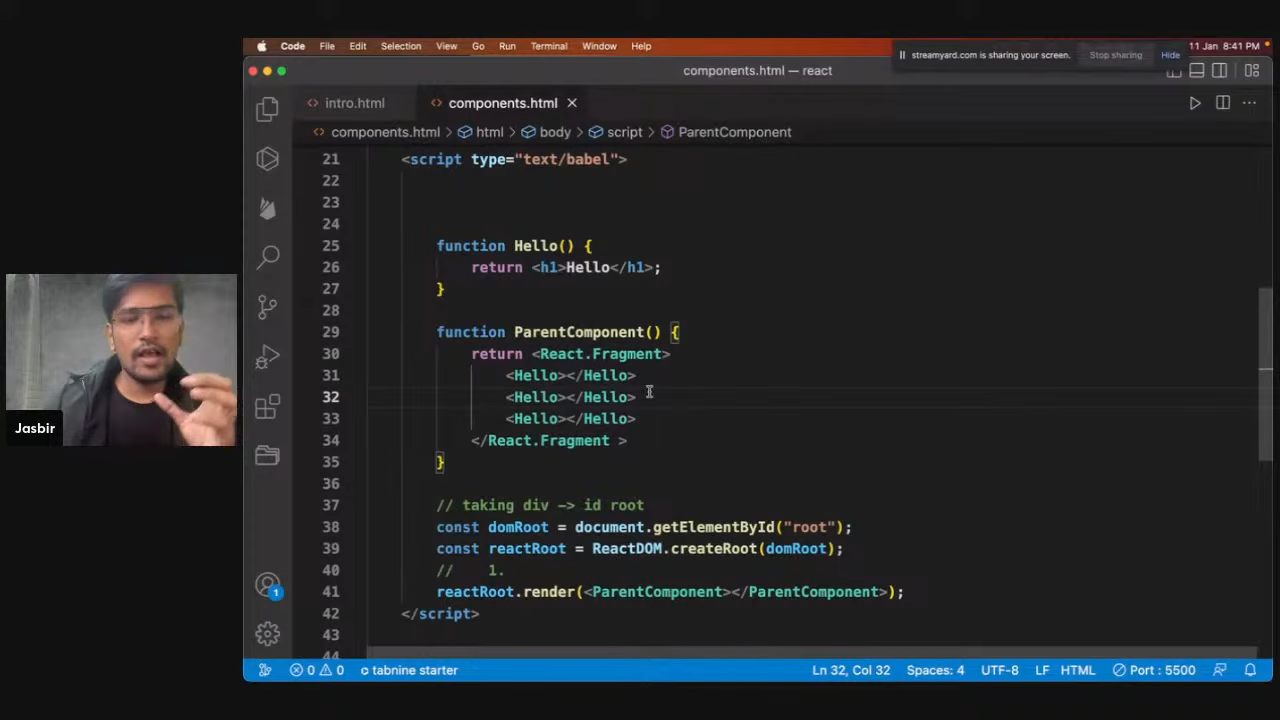 Code File Edit Selection View Go Run Terminal Window Help
streamyard.com is sharing your screen. Stop sharing Hide
11 Jan 8:41 PM
components.html — react
intro.html components.html
components.html > html > body > script > ParentComponent
21 <script type="text/babel">
22
23
24
25 function Hello() {
26 return <h1>Hello</h1>;
27 }
28
29 function ParentComponent() {
30 return <React.Fragment>
31 <Hello></Hello>
32 <Hello></Hello>
33 <Hello></Hello>
34 </React.Fragment >
35 }
36
37 // taking div -> id root
38 const domRoot = document.getElementById("root");
39 const reactRoot = ReactDOM.createRoot(domRoot);
40 // 1.
41 reactRoot.render(<ParentComponent></ParentComponent>);
42 </script>
43
44
Jasbir
1
0 0 tabnine starter Ln 32, Col 32 Spaces: 4 UTF-8 LF HTML Port : 5500